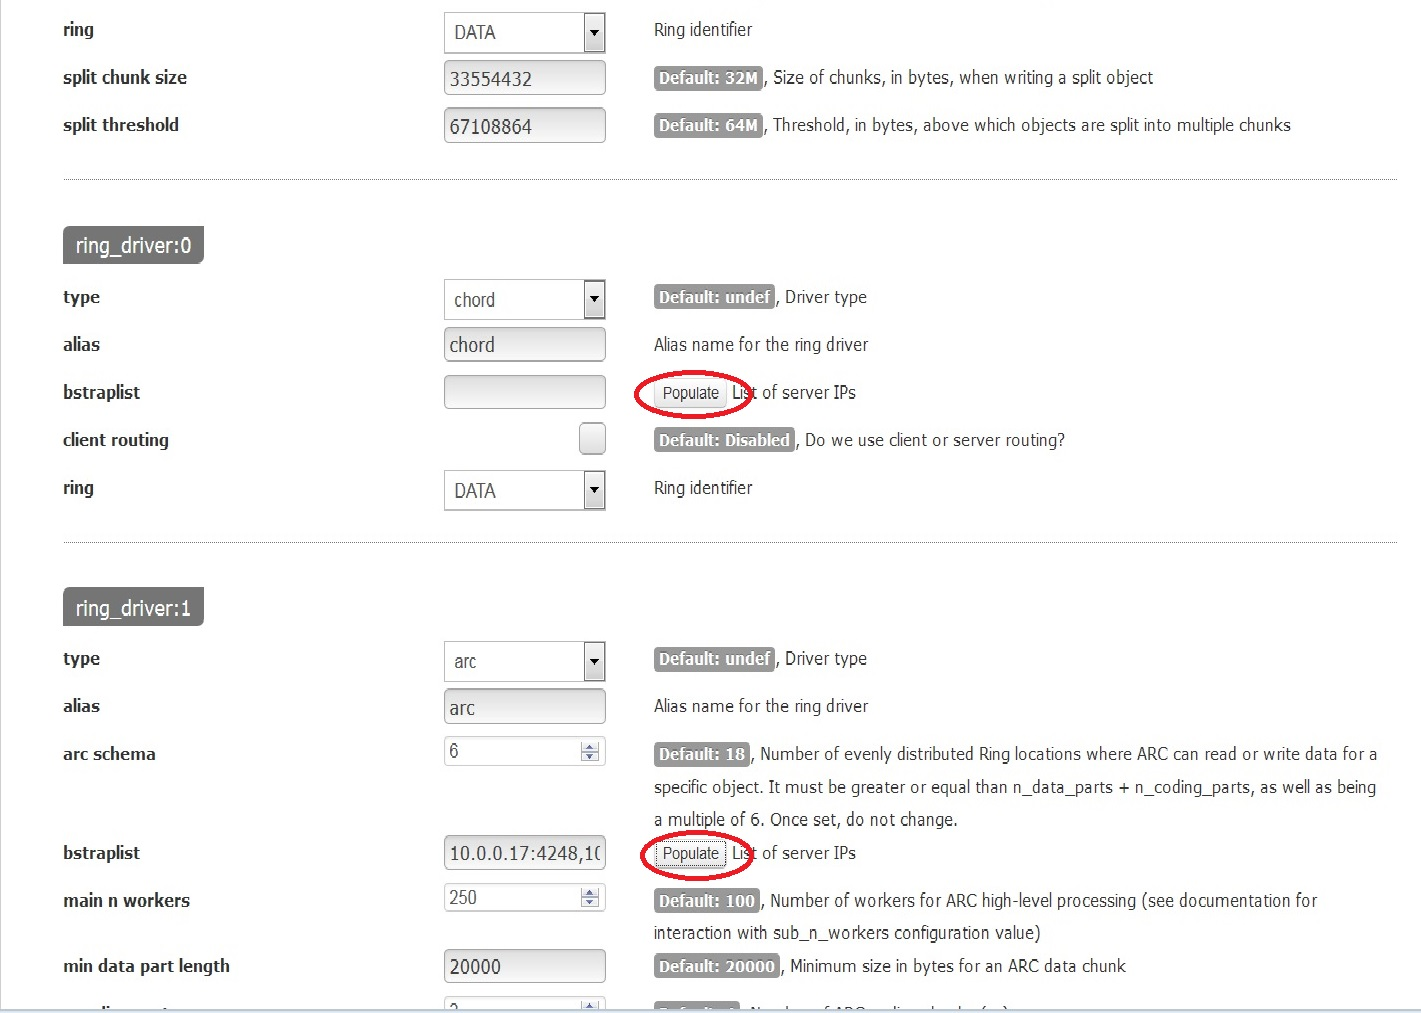 ring DATA Ring identifier
split chunk size 33554432 Default: 32M, Size of chunks, in bytes, when writing a split object
split threshold 67108864 Default: 64M, Threshold, in bytes, above which objects are split into multiple chunks
ring_driver:0
type chord Default: undef, Driver type
alias chord Alias name for the ring driver
bstraplist Populate List of server IPs
client routing Default: Disabled, Do we use client or server routing?
ring DATA Ring identifier
ring_driver:1
type arc Default: undef, Driver type
alias arc Alias name for the ring driver
arc schema 6 Default: 18, Number of evenly distributed Ring locations where ARC can read or write data for a
specific object. It must be greater or equal than n_data_parts + n_coding_parts, as well as being
a multiple of 6. Once set, do not change.
bstraplist 10.0.0.17:4248,10 Populate List of server IPs
main n workers 250 Default: 100, Number of workers for ARC high-level processing (see documentation for
interaction with sub_n_workers configuration value)
min data part length 20000 Default: 20000, Minimum size in bytes for an ARC data chunk